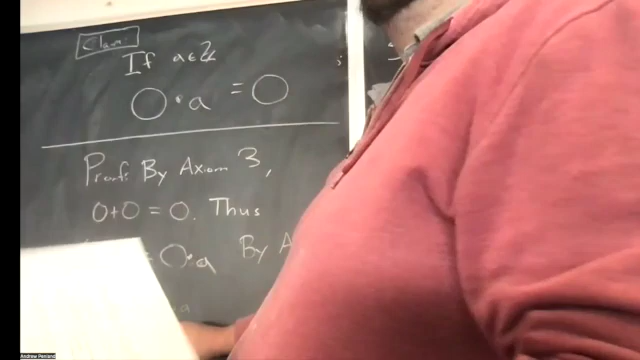 Claim
If a ∈ ℤ
0 · a = 0
Proof: By Axiom 3,
0+0 = 0. Thus
0·a By A
a
Andrew Penland